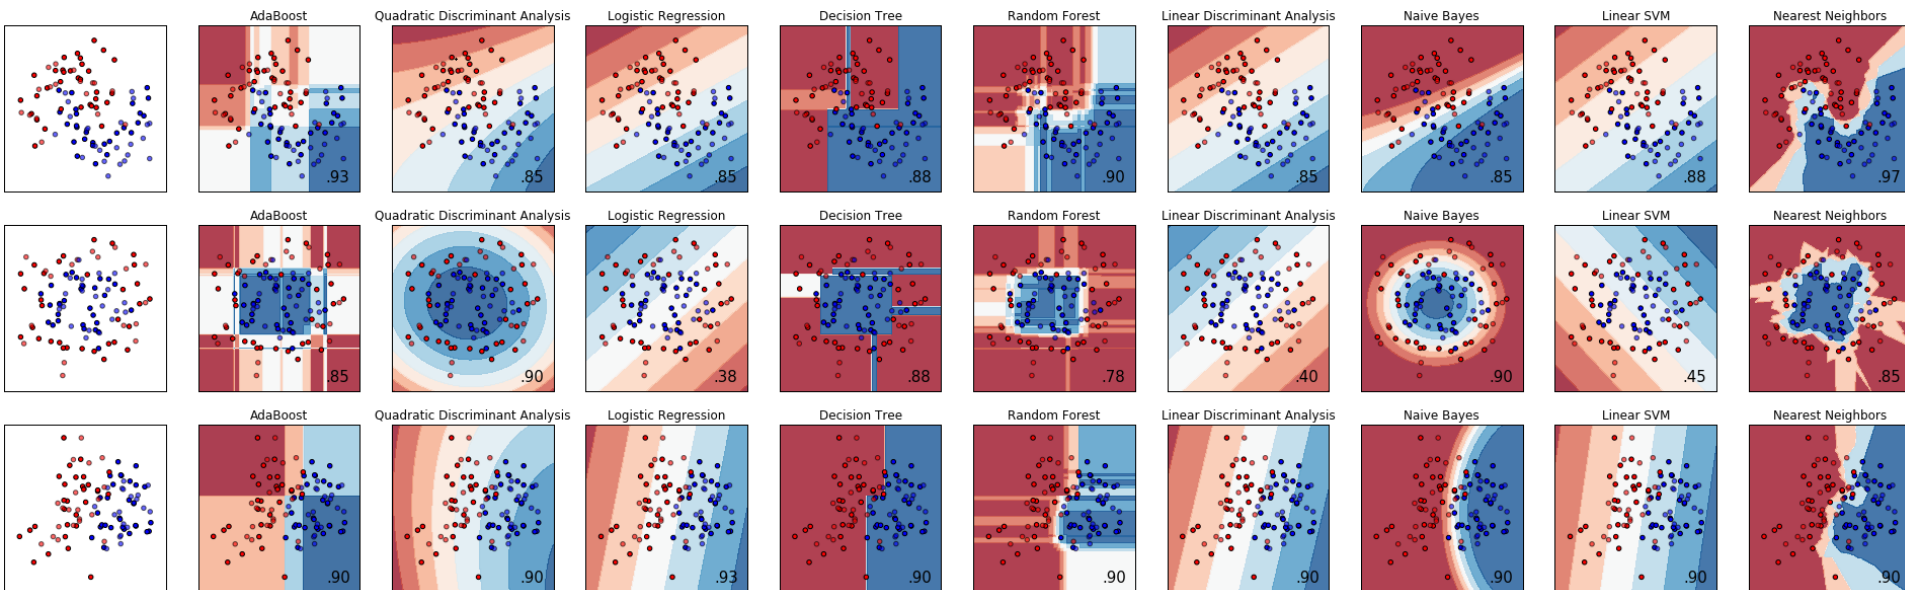 AdaBoost Quadratic Discriminant Analysis Logistic Regression Decision Tree Random Forest Linear Discriminant Analysis Naive Bayes Linear SVM Nearest Neighbors
.93 .85 .85 .88 .90 .85 .85 .88 .97
AdaBoost Quadratic Discriminant Analysis Logistic Regression Decision Tree Random Forest Linear Discriminant Analysis Naive Bayes Linear SVM Nearest Neighbors
.85 .90 .38 .88 .78 .40 .90 .45 .85
AdaBoost Quadratic Discriminant Analysis Logistic Regression Decision Tree Random Forest Linear Discriminant Analysis Naive Bayes Linear SVM Nearest Neighbors
.90 .90 .93 .90 .90 .90 .90 .90 .90